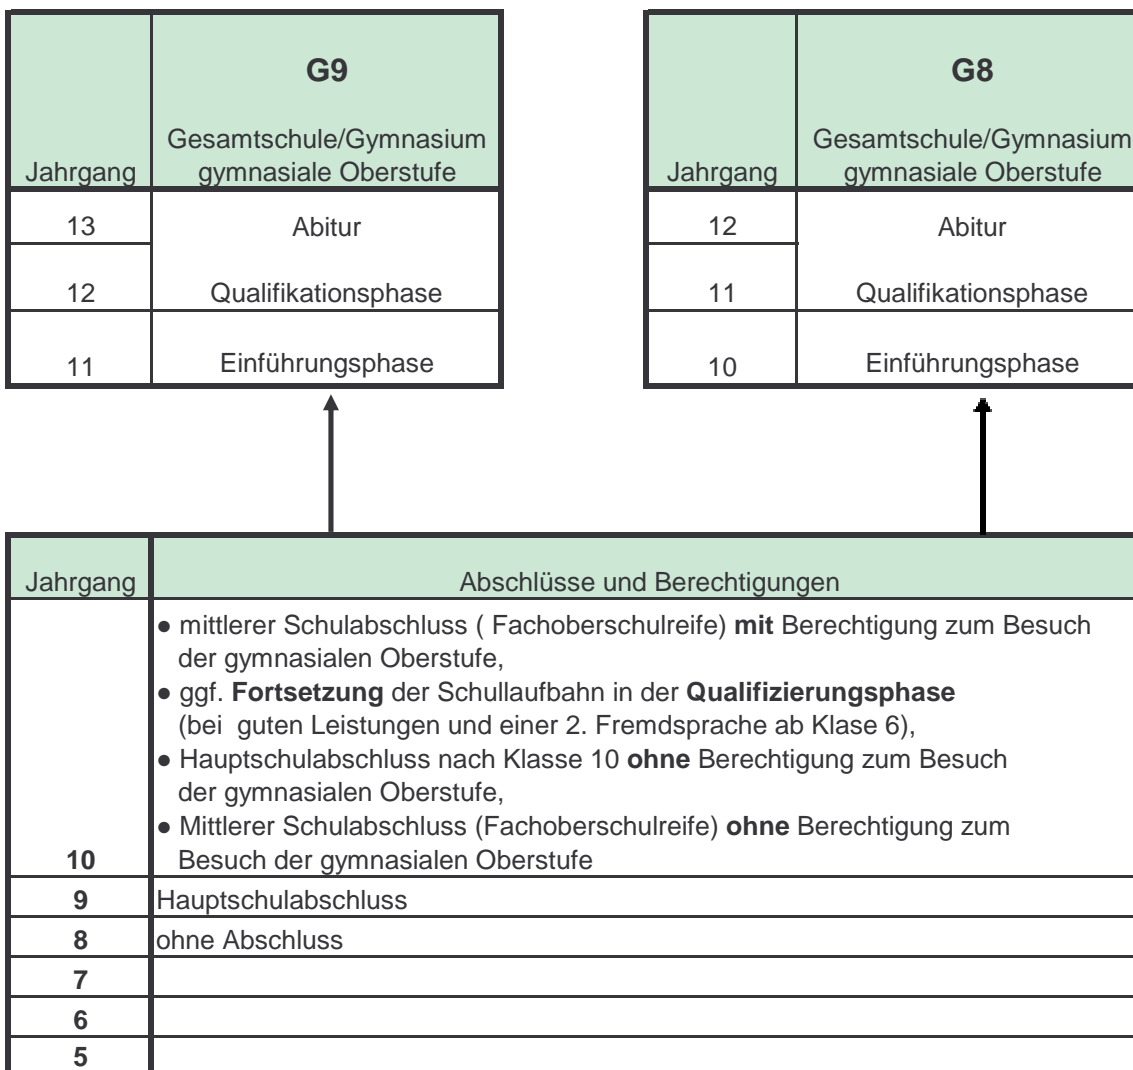 G9
Gesamtschule/Gymnasium
Jahrgang gymnasiale Oberstufe
13 Abitur
12 Qualifikationsphase
11 Einführungsphase
G8
Gesamtschule/Gymnasium
Jahrgang gymnasiale Oberstufe
12 Abitur
11 Qualifikationsphase
10 Einführungsphase
Jahrgang Abschlüsse und Berechtigungen
● mittlerer Schulabschluss ( Fachoberschulreife) mit Berechtigung zum Besuch
der gymnasialen Oberstufe,
● ggf. Fortsetzung der Schullaufbahn in der Qualifizierungsphase
(bei guten Leistungen und einer 2. Fremdsprache ab Klase 6),
● Hauptschulabschluss nach Klasse 10 ohne Berechtigung zum Besuch
der gymnasialen Oberstufe,
● Mittlerer Schulabschluss (Fachoberschulreife) ohne Berechtigung zum
10 Besuch der gymnasialen Oberstufe
9 Hauptschulabschluss
8 ohne Abschluss
7
6
5